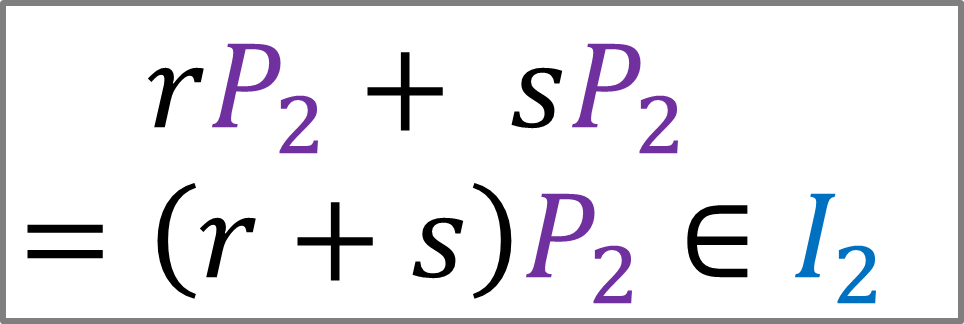 rP₂ + sP₂
= (r + s)P₂ ∈ I₂